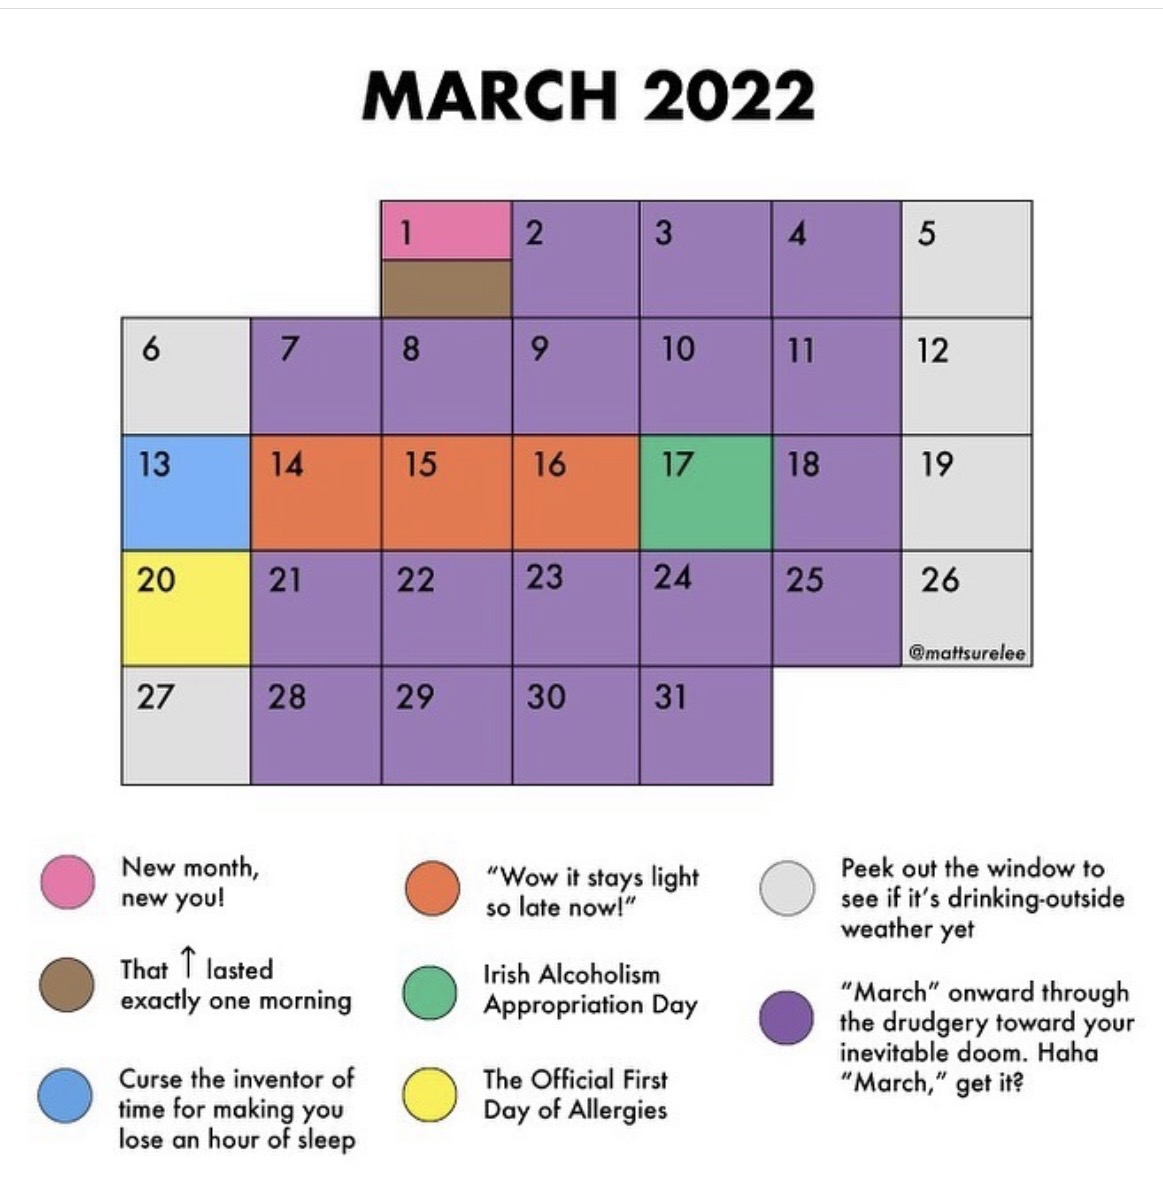 MARCH 2022
1 2 3 4 5
6 7 8 9 10 11 12
13 14 15 16 17 18 19
20 21 22 23 24 25 26
@mattsurelee
27 28 29 30 31
New month,
new you!
That ↑ lasted
exactly one morning
Curse the inventor of
time for making you
lose an hour of sleep
“Wow it stays light
so late now!”
Irish Alcoholism
Appropriation Day
The Official First
Day of Allergies
Peek out the window to
see if it’s drinking-outside
weather yet
“March” onward through
the drudgery toward your
inevitable doom. Haha
“March,” get it?